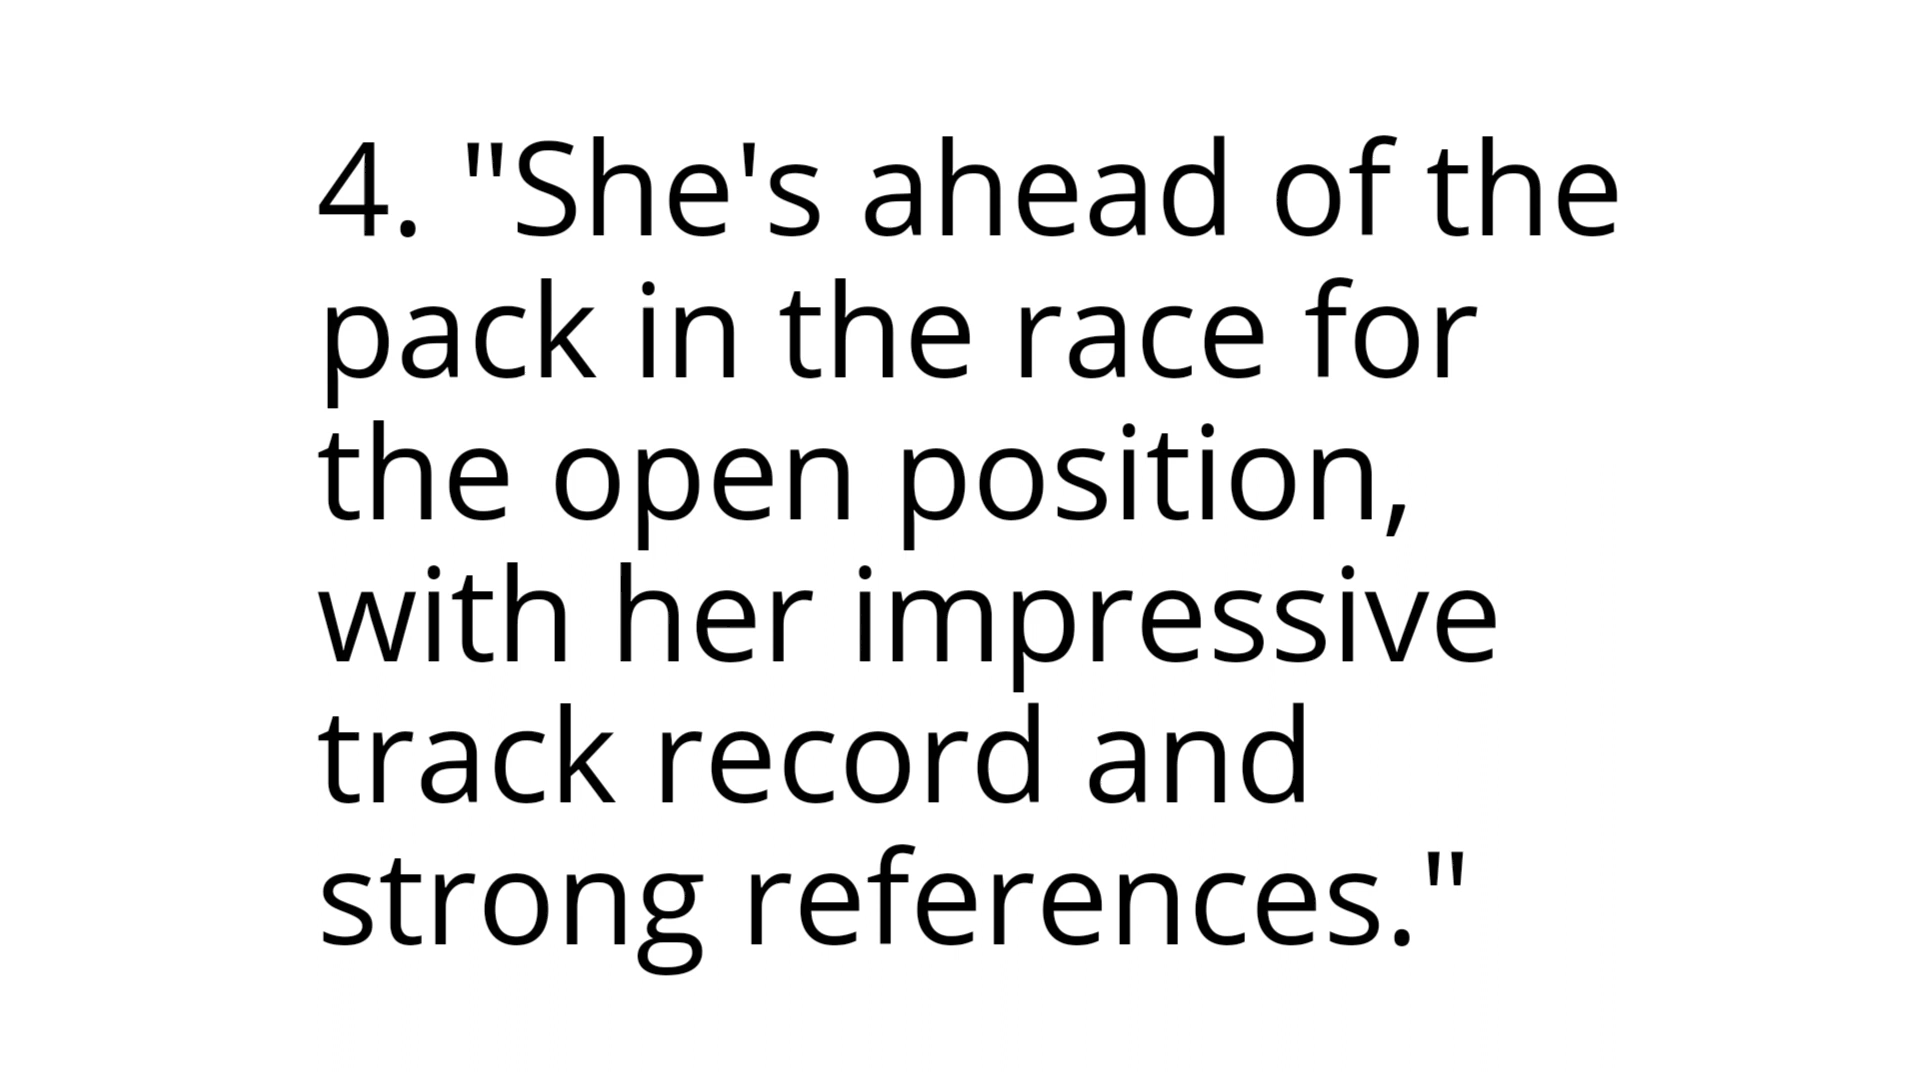 4. "She's ahead of the
pack in the race for
the open position,
with her impressive
track record and
strong references."